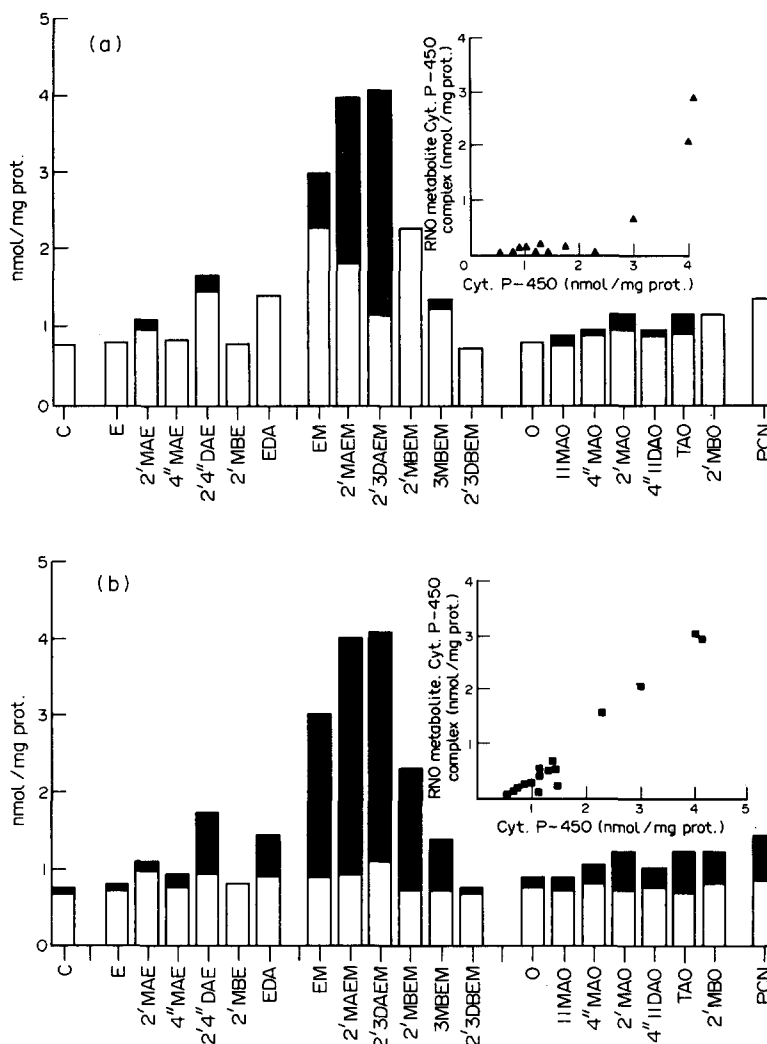 (a)
nmol/mg prot.
5
4
3
2
1
0
RNO metabolite Cyt. P-450
complex (nmol/mg prot.)
4
3
2
1
0
2
3
4
Cyt. P-450 (nmol/mg prot.)
C
E
2'MAE
4''MAE
2'4''DAE
2'MBE
EDA
EM
2'MAEM
2'3DAEM
2'MBEM
3MBEM
2'3DBEM
O
11MAO
4''MAO
2'MAO
4''11DAO
TAO
2'MBO
PCN
(b)
nmol/mg prot.
5
4
3
2
1
0
RNO metabolite. Cyt. P-450
complex (nmol/mg prot.)
4
3
2
1
1
2
3
4
5
Cyt. P-450 (nmol/mg prot.)
C
E
2'MAE
4''MAE
2'4''DAE
2'MBE
EDA
EM
2'MAEM
2'3DAEM
2'MBEM
3MBEM
2'3DBEM
O
11MAO
4''MAO
2'MAO
4''11DAO
TAO
2'MBO
PCN